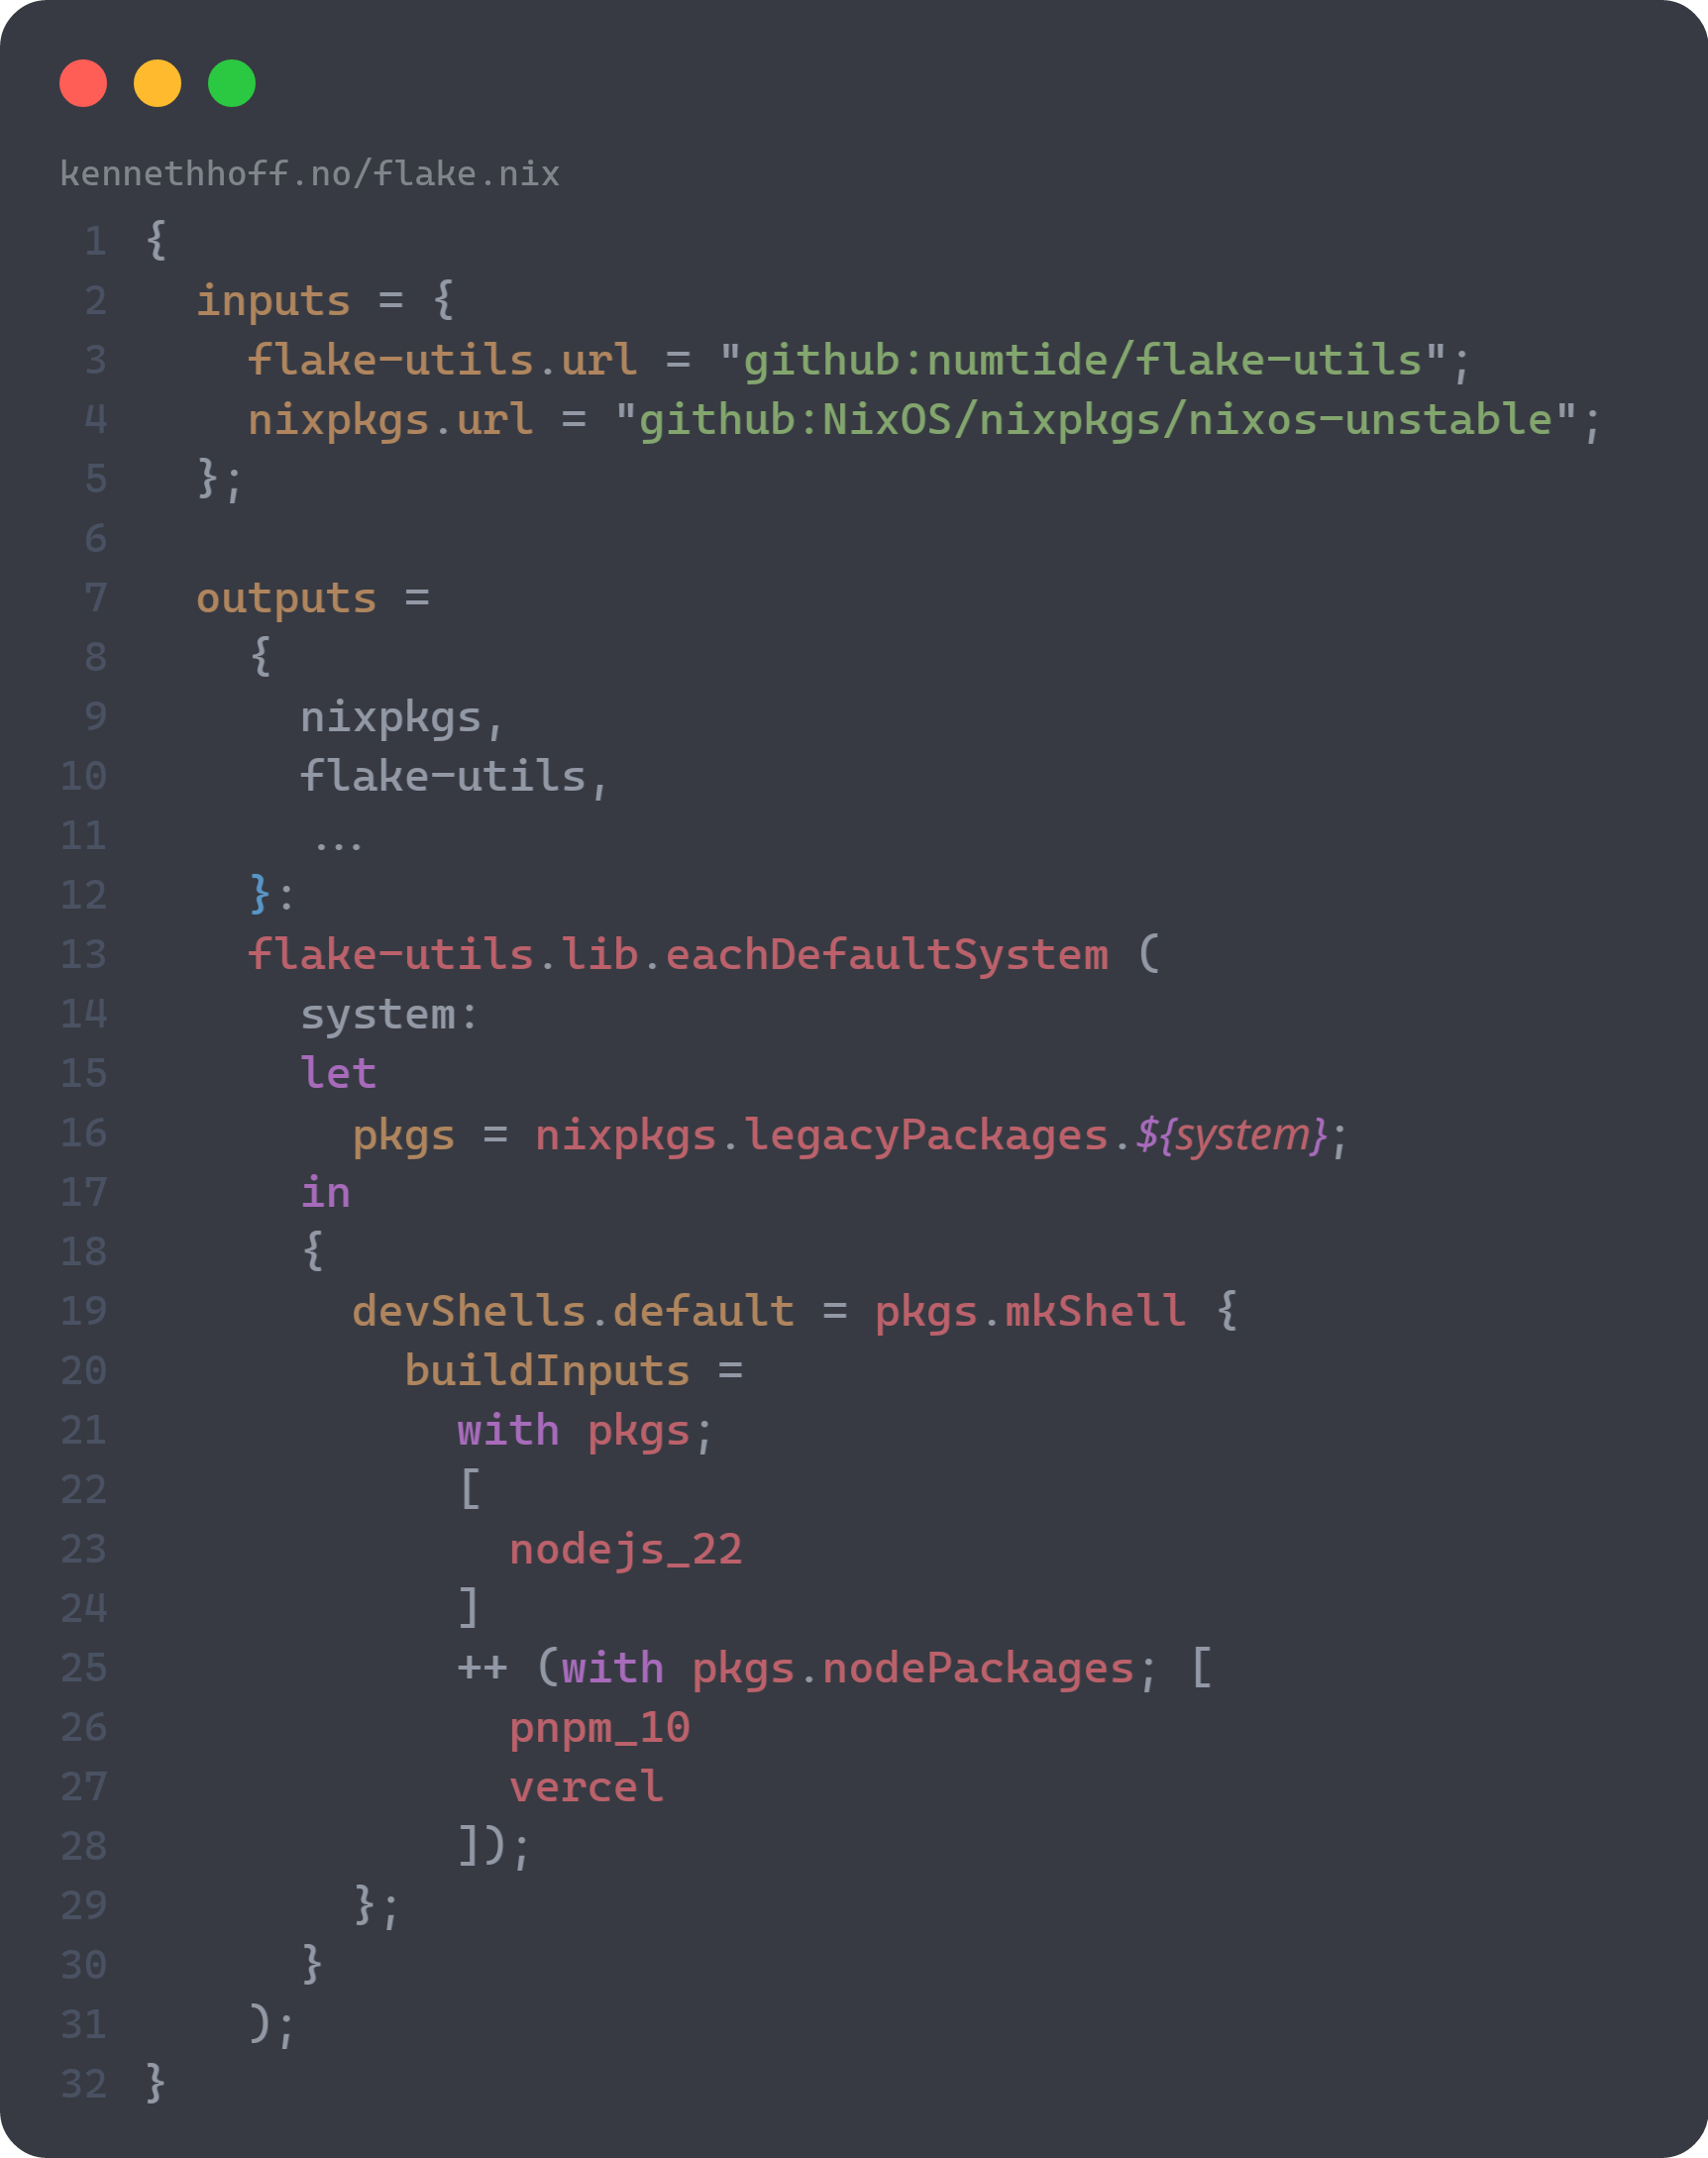 kennethhoff.no/flake.nix
1 {
2   inputs = {
3     flake-utils.url = "github:numtide/flake-utils";
4     nixpkgs.url = "github:NixOS/nixpkgs/nixos-unstable";
5   };
6
7   outputs =
8     {
9       nixpkgs,
10       flake-utils,
11       ...
12     }:
13     flake-utils.lib.eachDefaultSystem (
14       system:
15       let
16         pkgs = nixpkgs.legacyPackages.${system};
17       in
18       {
19         devShells.default = pkgs.mkShell {
20           buildInputs =
21             with pkgs;
22             [
23               nodejs_22
24             ]
25             ++ (with pkgs.nodePackages; [
26               pnpm_10
27               vercel
28             ]);
29         };
30       }
31     );
32 }